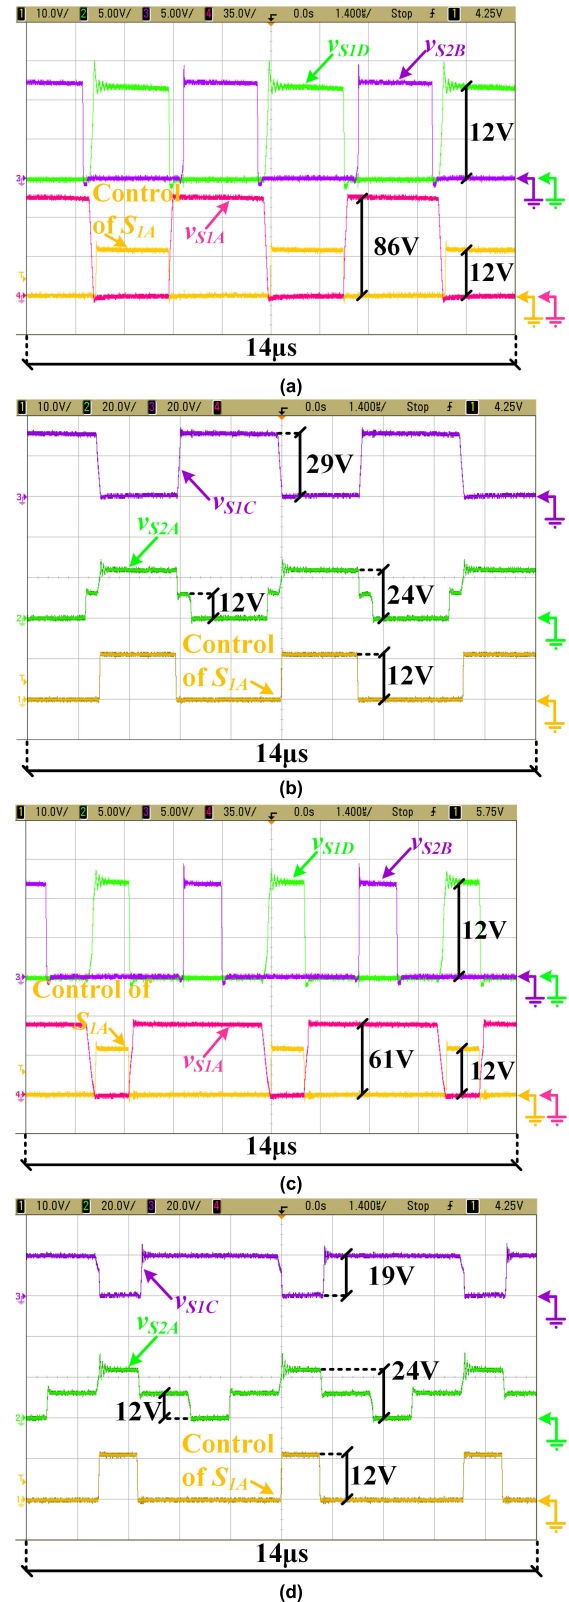 1 10.0V/ 2 5.00V/ 3 5.00V/ 4 35.0V/ 0.0s 1.400㎲/ Stop 1 4.25V
vS1D vS2B
12V
Control
of S1A
vS1A
86V
12V
14μs
(a)
1 10.0V/ 2 20.0V/ 3 20.0V/ 4 0.0s 1.400㎲/ Stop 1 4.25V
29V
vS1C
vS2A
12V
24V
Control
of S1A
12V
14μs
(b)
1 10.0V/ 2 5.00V/ 3 5.00V/ 4 35.0V/ 0.0s 1.400㎲/ Stop 1 5.75V
vS1D vS2B
12V
Control of
S1A
vS1A
61V
12V
14μs
(c)
1 10.0V/ 2 20.0V/ 3 20.0V/ 4 0.0s 1.400㎲/ Stop 1 4.25V
19V
vS1C
vS2A
24V
12V
Control
of S1A
12V
14μs
(d)